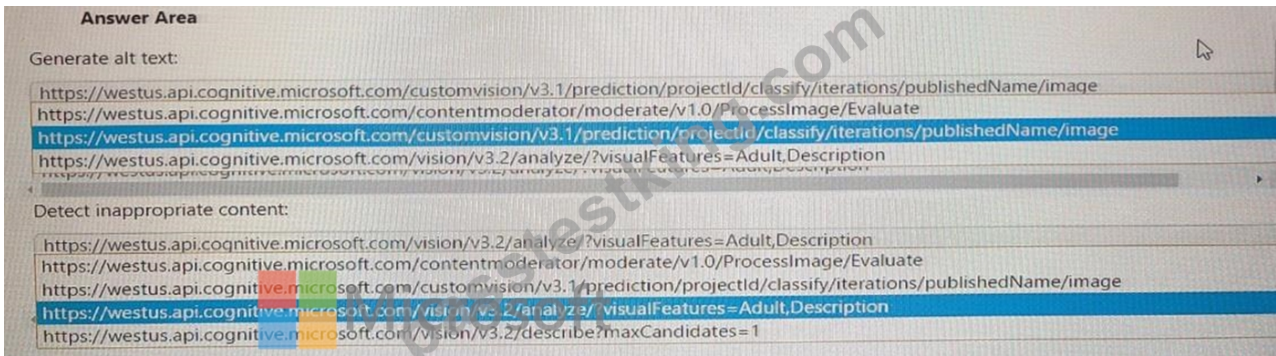 Answer Area
Generate alt text:
https://westus.api.cognitive.microsoft.com/customvision/v3.1/prediction/projectId/classify/iterations/publishedName/image
https://westus.api.cognitive.microsoft.com/contentmoderator/moderate/v1.0/ProcessImage/Evaluate
https://westus.api.cognitive.microsoft.com/customvision/v3.1/prediction/projectId/classify/iterations/publishedName/image
https://westus.api.cognitive.microsoft.com/vision/v3.2/analyze/?visualFeatures=Adult,Description
Detect inappropriate content:
https://westus.api.cognitive.microsoft.com/vision/v3.2/analyze/?visualFeatures=Adult,Description
https://westus.api.cognitive.microsoft.com/contentmoderator/moderate/v1.0/ProcessImage/Evaluate
https://westus.api.cognitive.microsoft.com/customvision/v3.1/prediction/projectId/classify/iterations/publishedName/image
https://westus.api.cognitive.microsoft.com/vision/v3.2/analyze/?visualFeatures=Adult,Description
https://westus.api.cognitive.microsoft.com/vision/v3.2/describe?maxCandidates=1
Microsoft